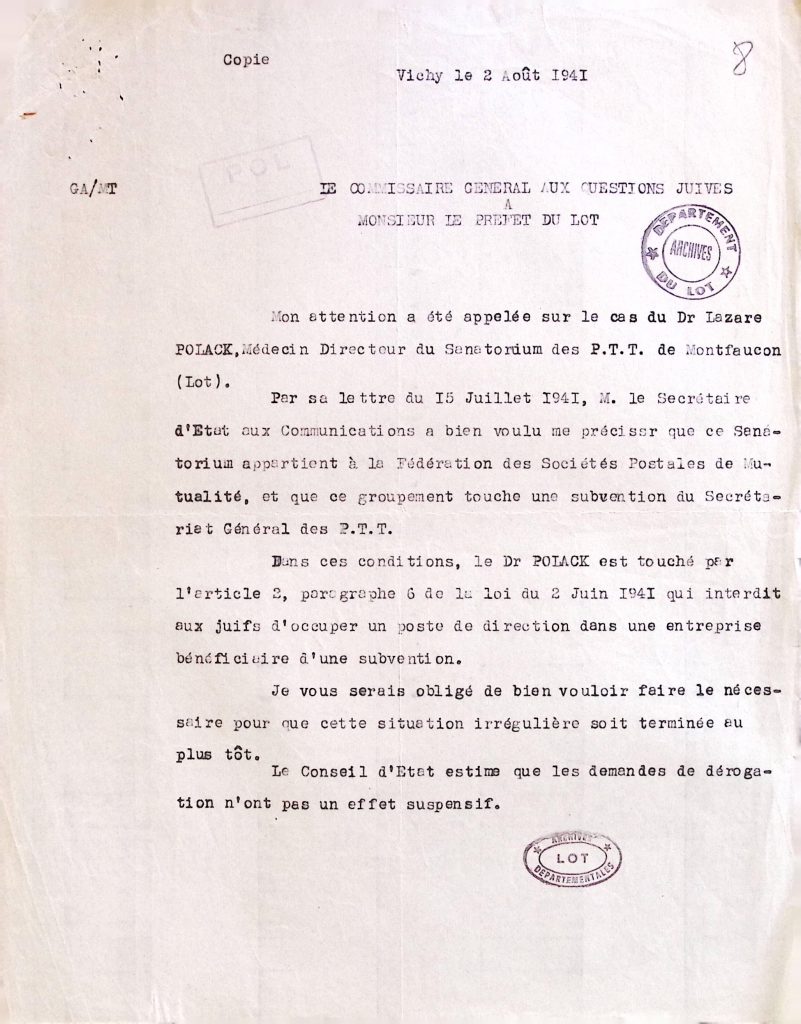 Copie
8
Vichy le 2 Août I94I
POL
GA/MT
LE COMMISSAIRE GENERAL AUX QUESTIONS JUIVES
A
MONSIEUR LE PREFET DU LOT
DEPARTEMENT
ARCHIVES
DU LOT
Mon attention a été appelée sur le cas du Dr Lazare
POLACK,Médecin Directeur du Sanatorium des P.T.T. de Montfaucon
(Lot).
Par sa lettre du I5 Juillet I94I, M. le Secrétaire
d'Etat aux Communications a bien voulu me précissr que ce Sana-
torium appartient à la Fédération des Sociétés Postales de Mu-
tualité, et que ce groupement touche une subvention du Secréta-
riat Général des P.T.T.
Dans ces conditions, le Dr POLACK est touché par
l'article 2, paragraphe 6 de la loi du 2 Juin I94I qui interdit
aux juifs d'occuper un poste de direction dans une entreprise
bénéficiaire d'une subvention.
Je vous serais obligé de bien vouloir faire le néces-
saire pour que cette situation irrégulière soit terminée au
plus tôt.
Le Conseil d'Etat estime que les demandes de déroga-
tion n'ont pas un effet suspensif.
ARCHIVES
LOT
DEPARTEMENTALES